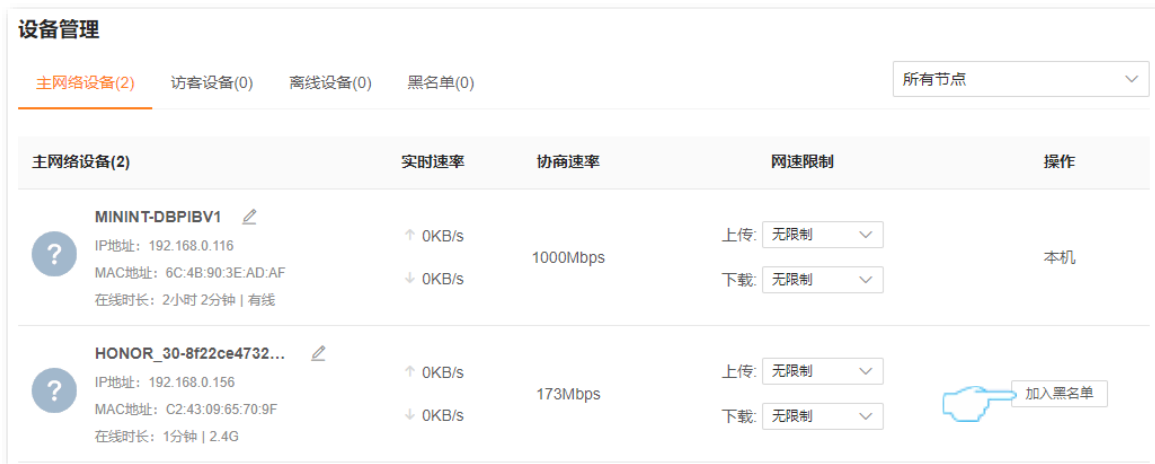 设备管理
主网络设备(2) 访客设备(0) 离线设备(0) 黑名单(0) 所有节点
主网络设备(2) 实时速率 协商速率 网速限制 操作
MININT-DBPIBV1
IP地址：192.168.0.116
MAC地址：6C:4B:90:3E:AD:AF
在线时长：2小时 2分钟 | 有线
↑ 0KB/s
↓ 0KB/s
1000Mbps
上传: 无限制
下载: 无限制
本机
HONOR_30-8f22ce4732...
IP地址：192.168.0.156
MAC地址：C2:43:09:65:70:9F
在线时长：1分钟 | 2.4G
↑ 0KB/s
↓ 0KB/s
173Mbps
上传: 无限制
下载: 无限制
加入黑名单